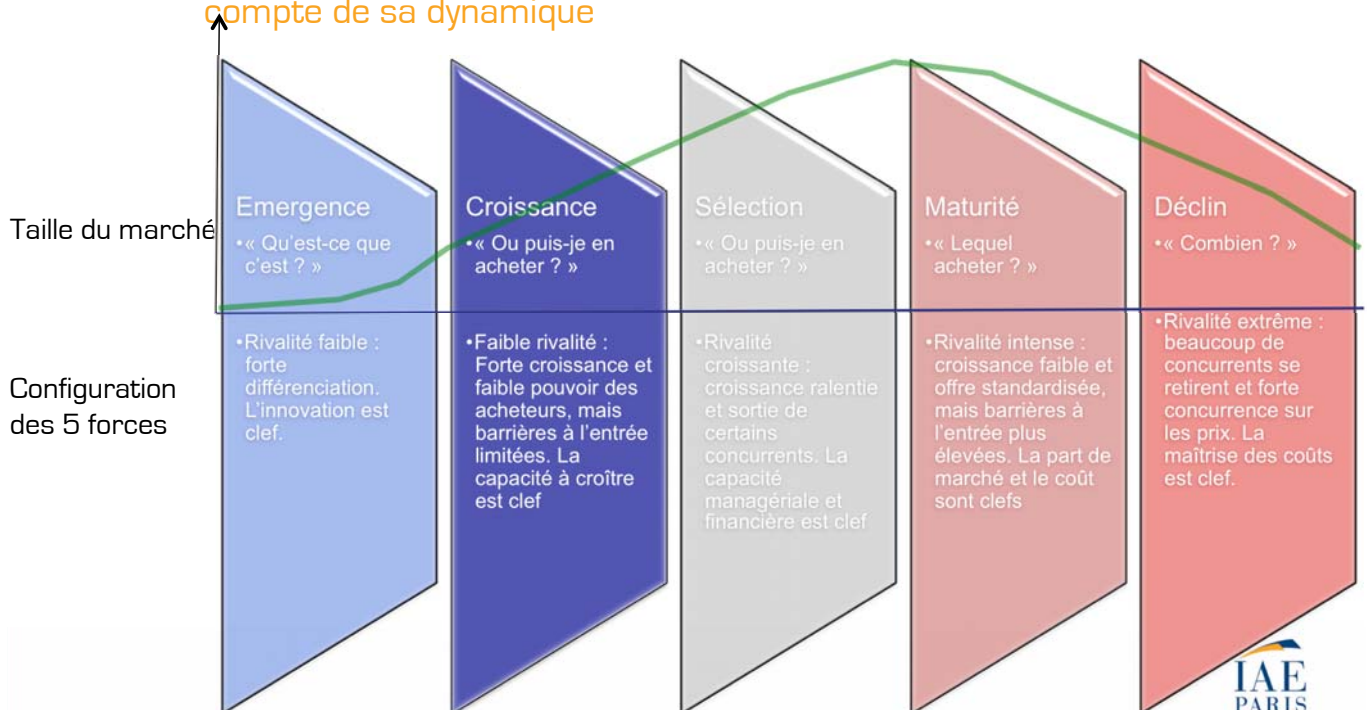 compte de sa dynamique
Taille du marché
Emergence
•« Qu'est-ce que
c'est ? »
Croissance
•« Ou puis-je en
acheter ? »
Sélection
•« Ou puis-je en
acheter ? »
Maturité
•« Lequel
acheter ? »
Déclin
•« Combien ? »
Configuration
des 5 forces
•Rivalité faible :
forte
différenciation.
L'innovation est
clef.
•Faible rivalité :
Forte croissance et
faible pouvoir des
acheteurs, mais
barrières à l'entrée
limitées. La
capacité à croître
est clef
•Rivalité
croissante :
croissance ralentie
et sortie de
certains
concurrents. La
capacité
managériale et
financière est clef
•Rivalité intense :
croissance faible et
offre standardisée,
mais barrières à
l'entrée plus
élevées. La part de
marché et le coût
sont clefs
•Rivalité extrême :
beaucoup de
concurrents se
retirent et forte
concurrence sur
les prix. La
maîtrise des coûts
est clef.
IAE
PARIS